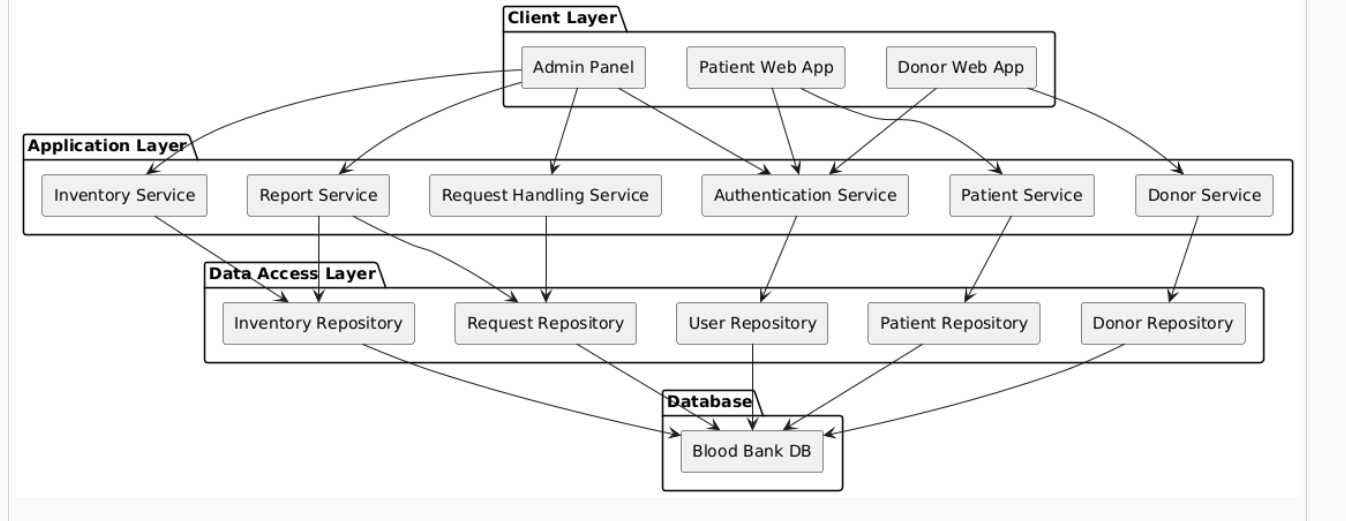 Client Layer
Admin Panel
Patient Web App
Donor Web App
Application Layer
Inventory Service
Report Service
Request Handling Service
Authentication Service
Patient Service
Donor Service
Data Access Layer
Inventory Repository
Request Repository
User Repository
Patient Repository
Donor Repository
Database
Blood Bank DB